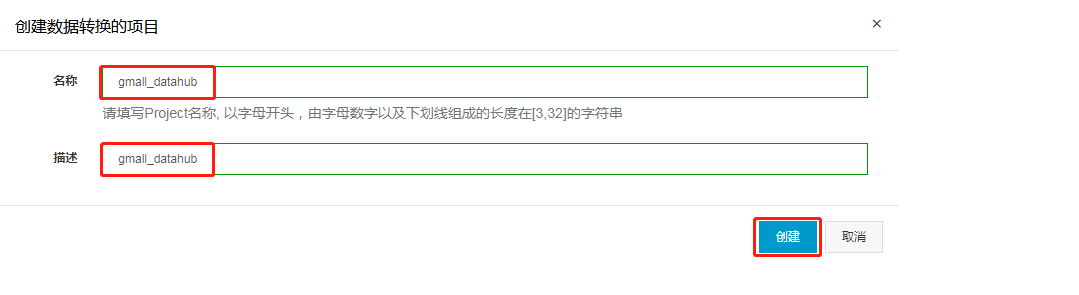 创建数据转换的项目 ×
名称 gmall_datahub
请填写Project名称, 以字母开头，由字母数字以及下划线组成的长度在[3,32]的字符串
描述 gmall_datahub
创建 取消